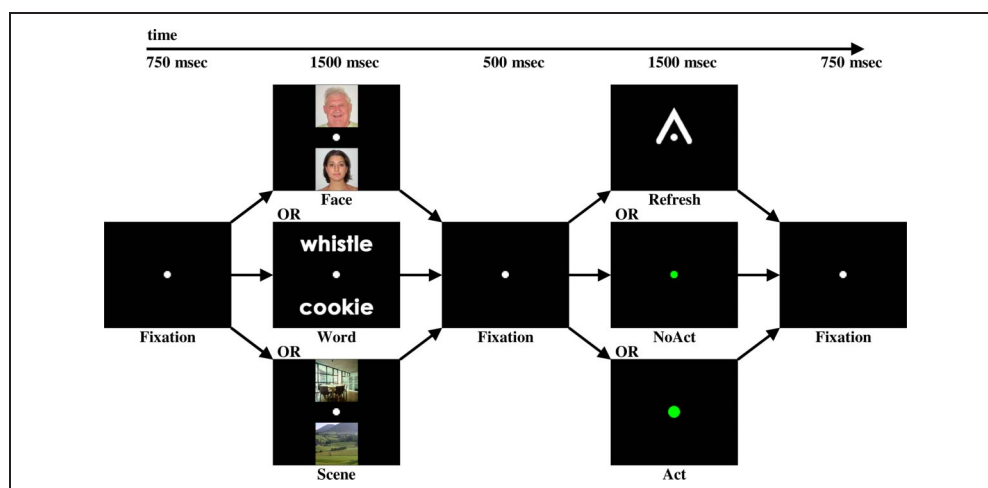 time
750 msec 1500 msec 500 msec 1500 msec 750 msec
Face Refresh
OR OR
whistle
cookie
Fixation Word Fixation NoAct Fixation
OR OR
Scene Act